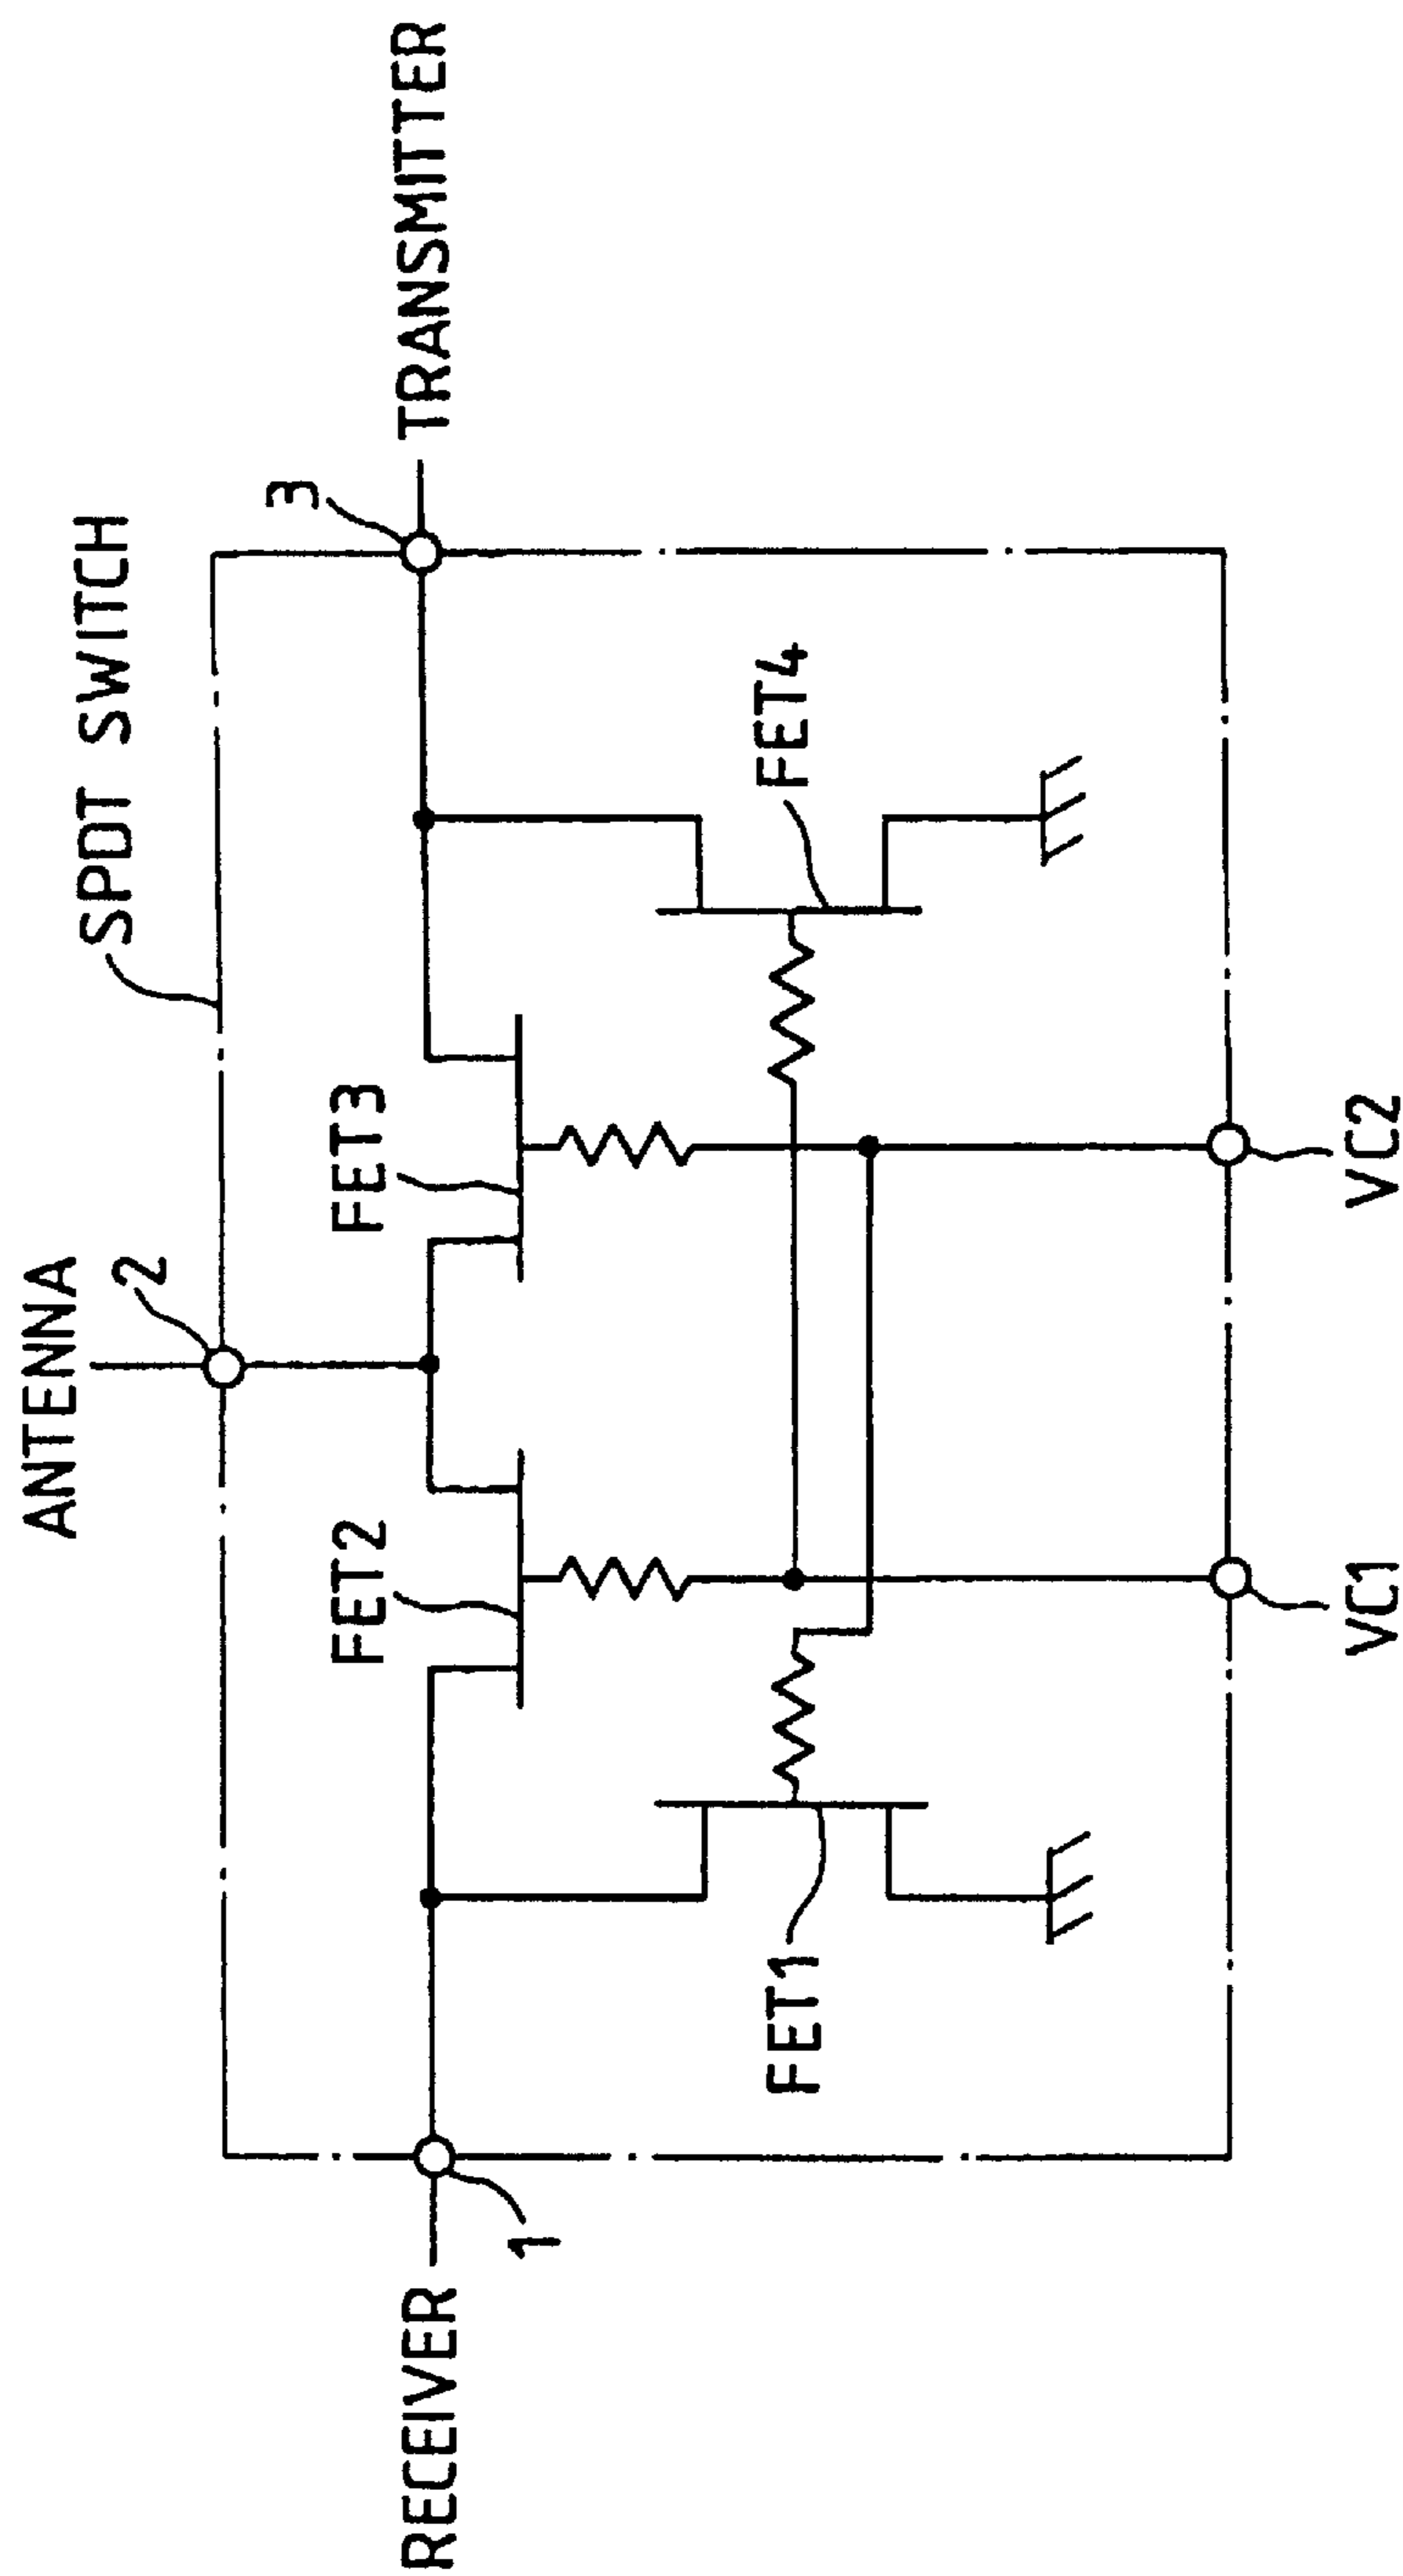 SPDT SWITCH
ANTENNA
2
3
RECEIVER
1
TRANSMITTER
FET2
FET3
FET1
FET4
VC1
VC2